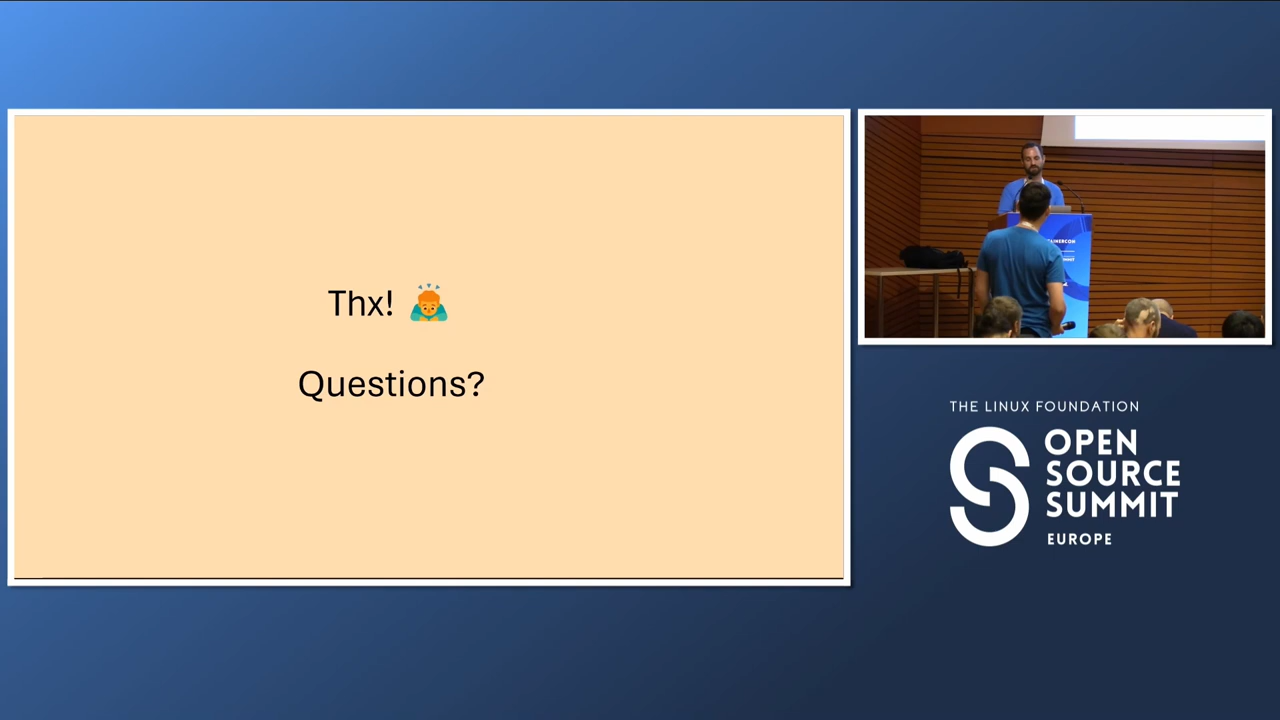 Thx! 🙇
Questions?
THE LINUX FOUNDATION
OPEN
SOURCE
SUMMIT
EUROPE